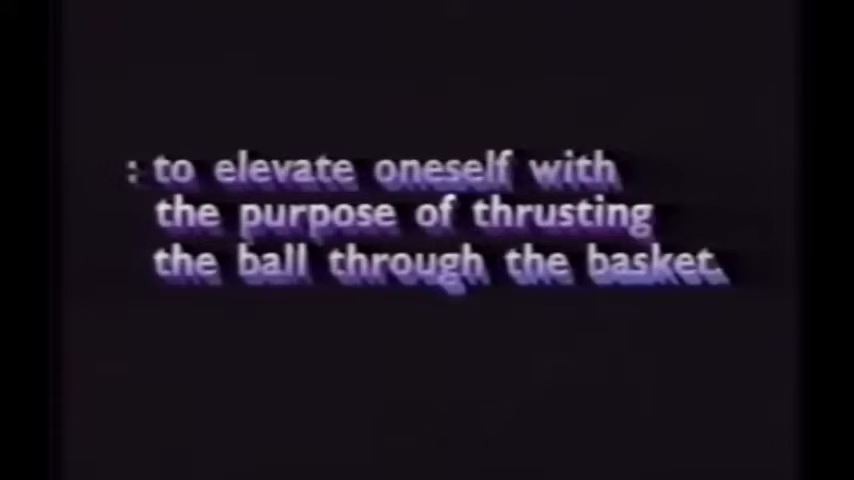 : to elevate oneself with
the purpose of thrusting
the ball through the basket.